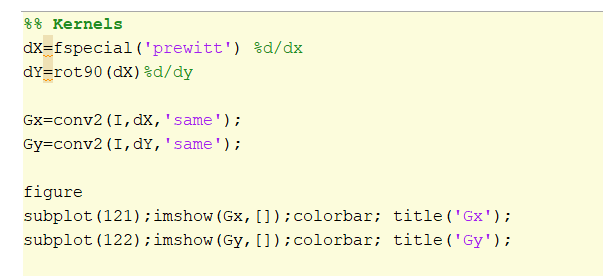 %% Kernels
dX=fspecial('prewitt') %d/dx
dY=rot90(dX)%d/dy
Gx=conv2(I,dX,'same');
Gy=conv2(I,dY,'same');
figure
subplot(121);imshow(Gx,[]);colorbar; title('Gx');
subplot(122);imshow(Gy,[]);colorbar; title('Gy');